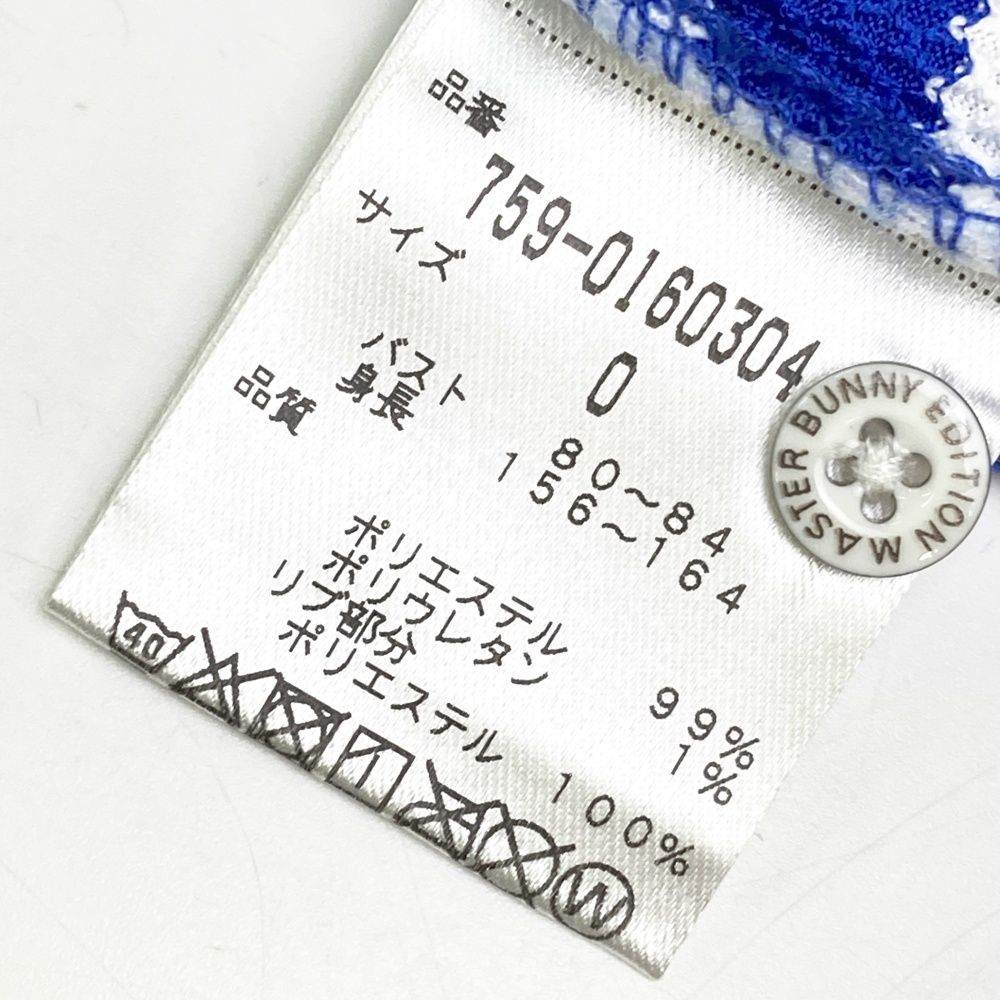 品番
759-0160304
サイズ
0
バスト 80～84
身長 156～164
品質
ポリエステル 99%
ポリウレタン 1%
リブ部分
ポリエステル 100%
40
W
MASTER BUNNY EDITION